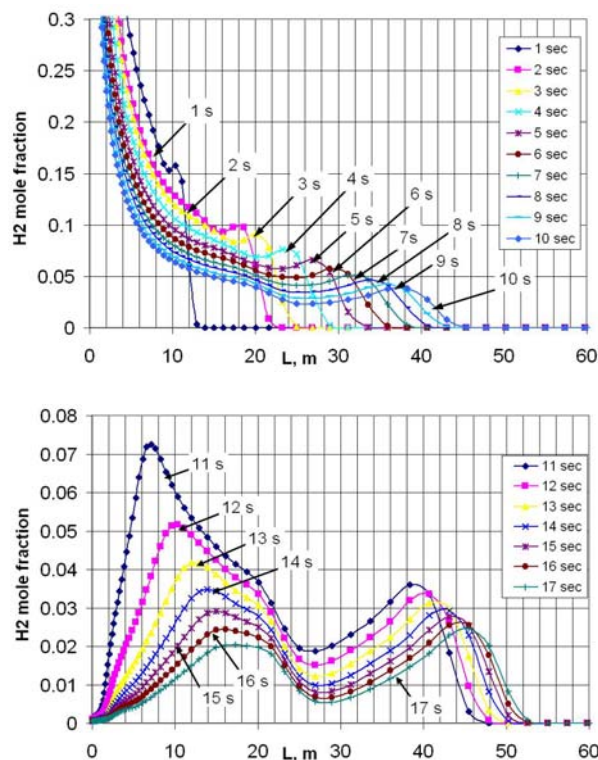 0.3
0.25
0.2
0.15
0.1
0.05
0
H2 mole fraction
1 s
2 s
3 s
4 s
5 s
6 s
7s
8 s
9 s
10 s
1 sec
2 sec
3 sec
4 sec
5 sec
6 sec
7 sec
8 sec
9 sec
10 sec
0 10 20 30 40 50 60
L, m
0.08
0.07
0.06
0.05
0.04
0.03
0.02
0.01
0
H2 mole fraction
11 s
12 s
13 s
14 s
15 s
16 s
17 s
11 sec
12 sec
13 sec
14 sec
15 sec
16 sec
17 sec
0 10 20 30 40 50 60
L, m